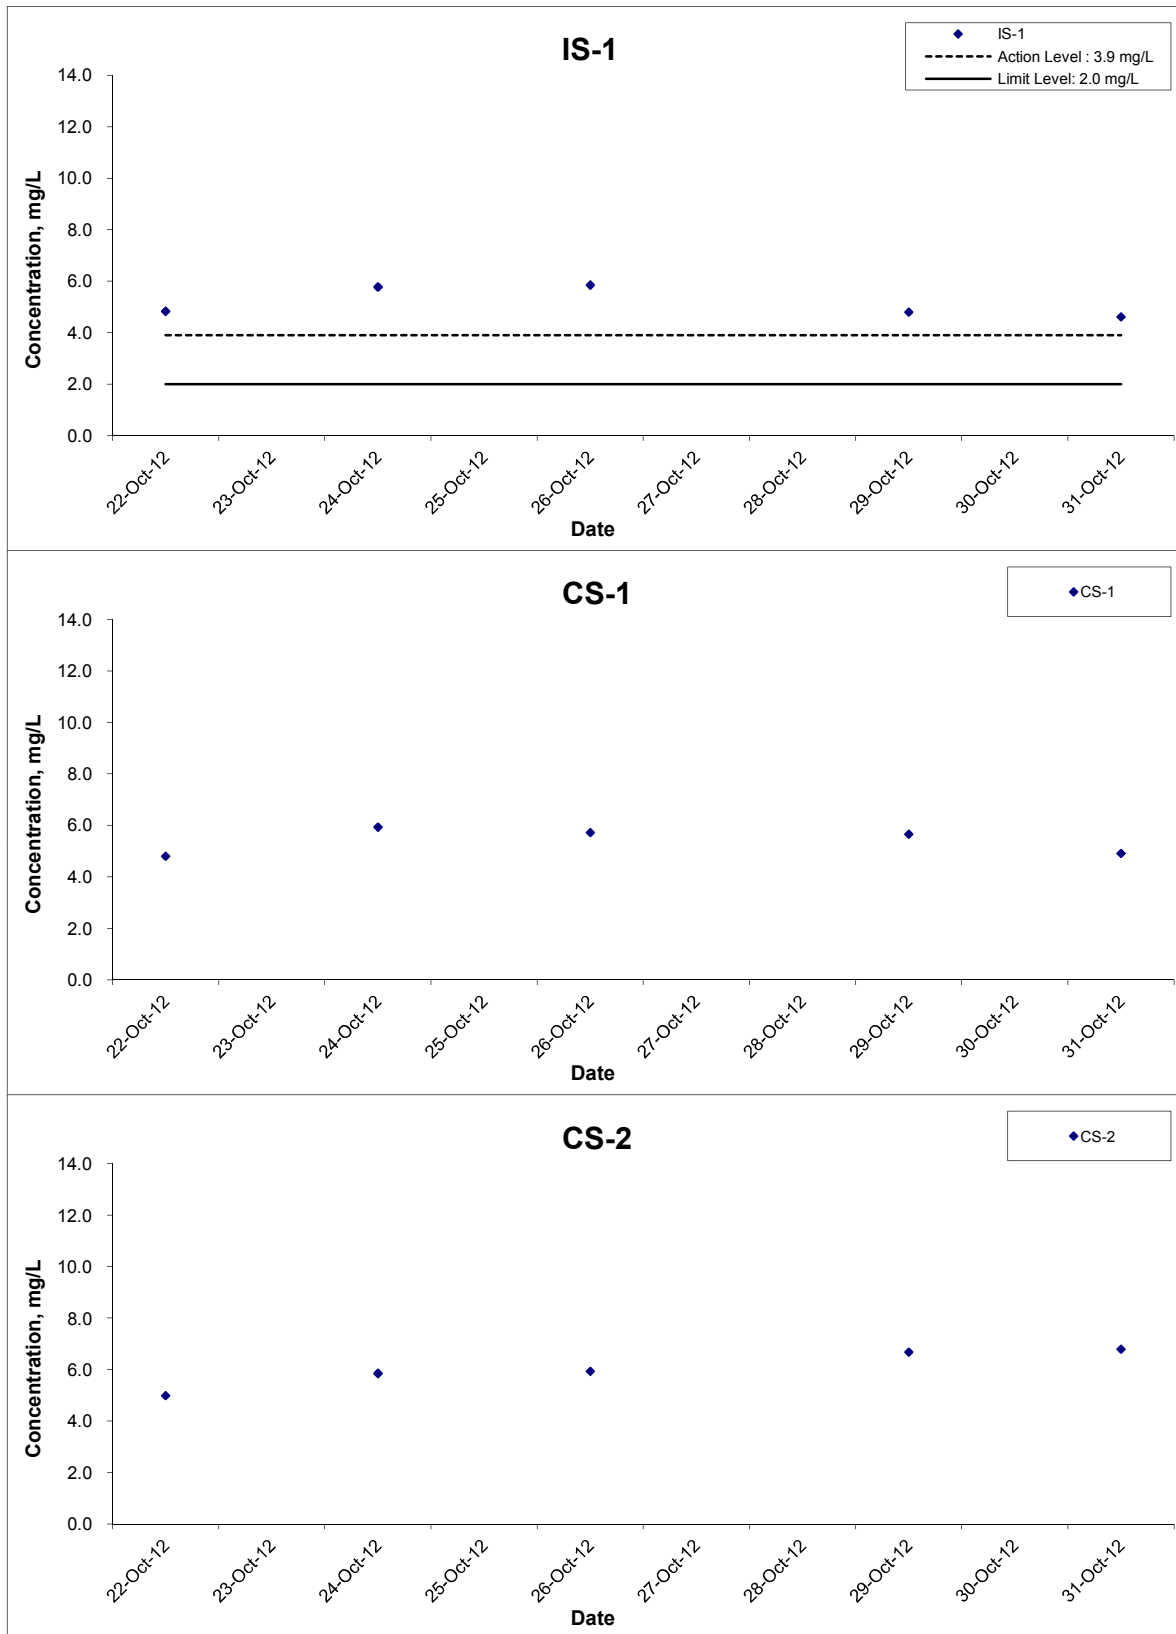 IS-1
IS-1
Action Level : 3.9 mg/L
Limit Level: 2.0 mg/L
Concentration, mg/L
14.0
12.0
10.0
8.0
6.0
4.0
2.0
0.0
22-Oct-12
23-Oct-12
24-Oct-12
25-Oct-12
26-Oct-12
27-Oct-12
28-Oct-12
29-Oct-12
30-Oct-12
31-Oct-12
Date
CS-1
CS-1
Concentration, mg/L
14.0
12.0
10.0
8.0
6.0
4.0
2.0
0.0
22-Oct-12
23-Oct-12
24-Oct-12
25-Oct-12
26-Oct-12
27-Oct-12
28-Oct-12
29-Oct-12
30-Oct-12
31-Oct-12
Date
CS-2
CS-2
Concentration, mg/L
14.0
12.0
10.0
8.0
6.0
4.0
2.0
0.0
22-Oct-12
23-Oct-12
24-Oct-12
25-Oct-12
26-Oct-12
27-Oct-12
28-Oct-12
29-Oct-12
30-Oct-12
31-Oct-12
Date